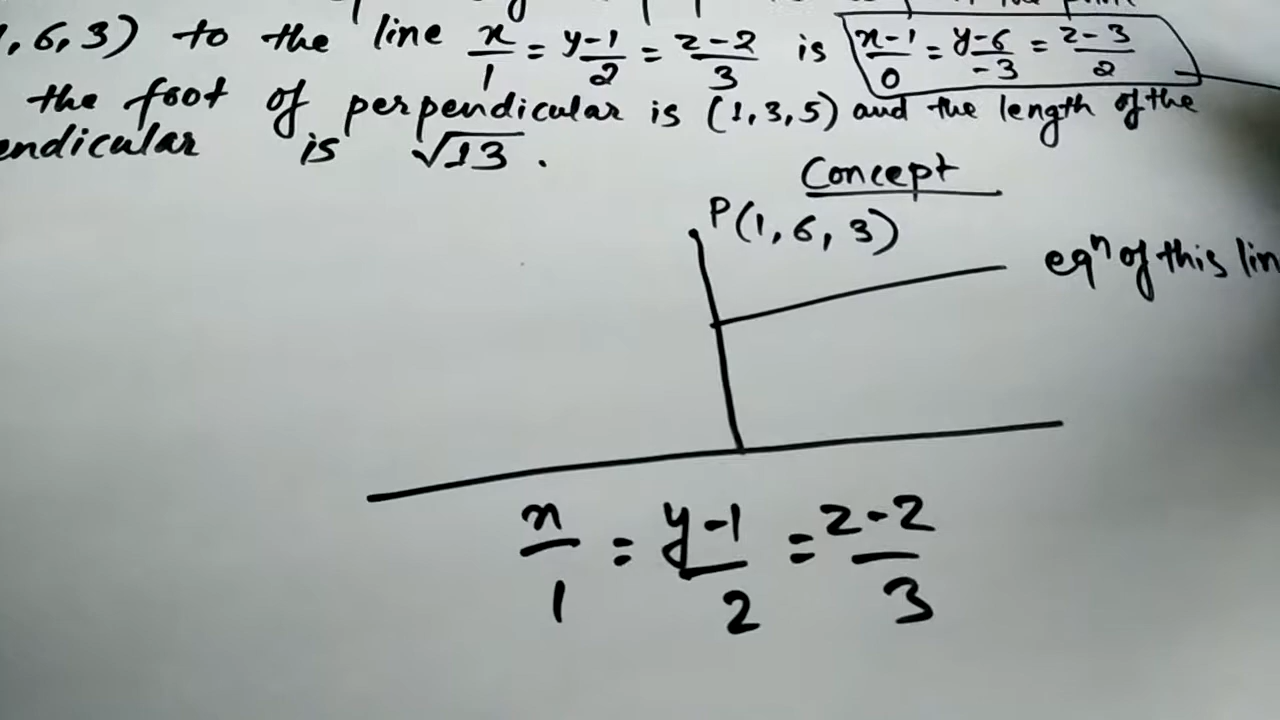 , 6, 3) to the line x/1 = y-1/2 = z-2/3 is x-1/0 = y-6/-3 = z-3/2
the foot of perpendicular is (1, 3, 5) and the length of the
endicular is √13 .
Concept
P(1, 6, 3)
eqⁿ of this lin
x/1 = y-1/2 = z-2/3